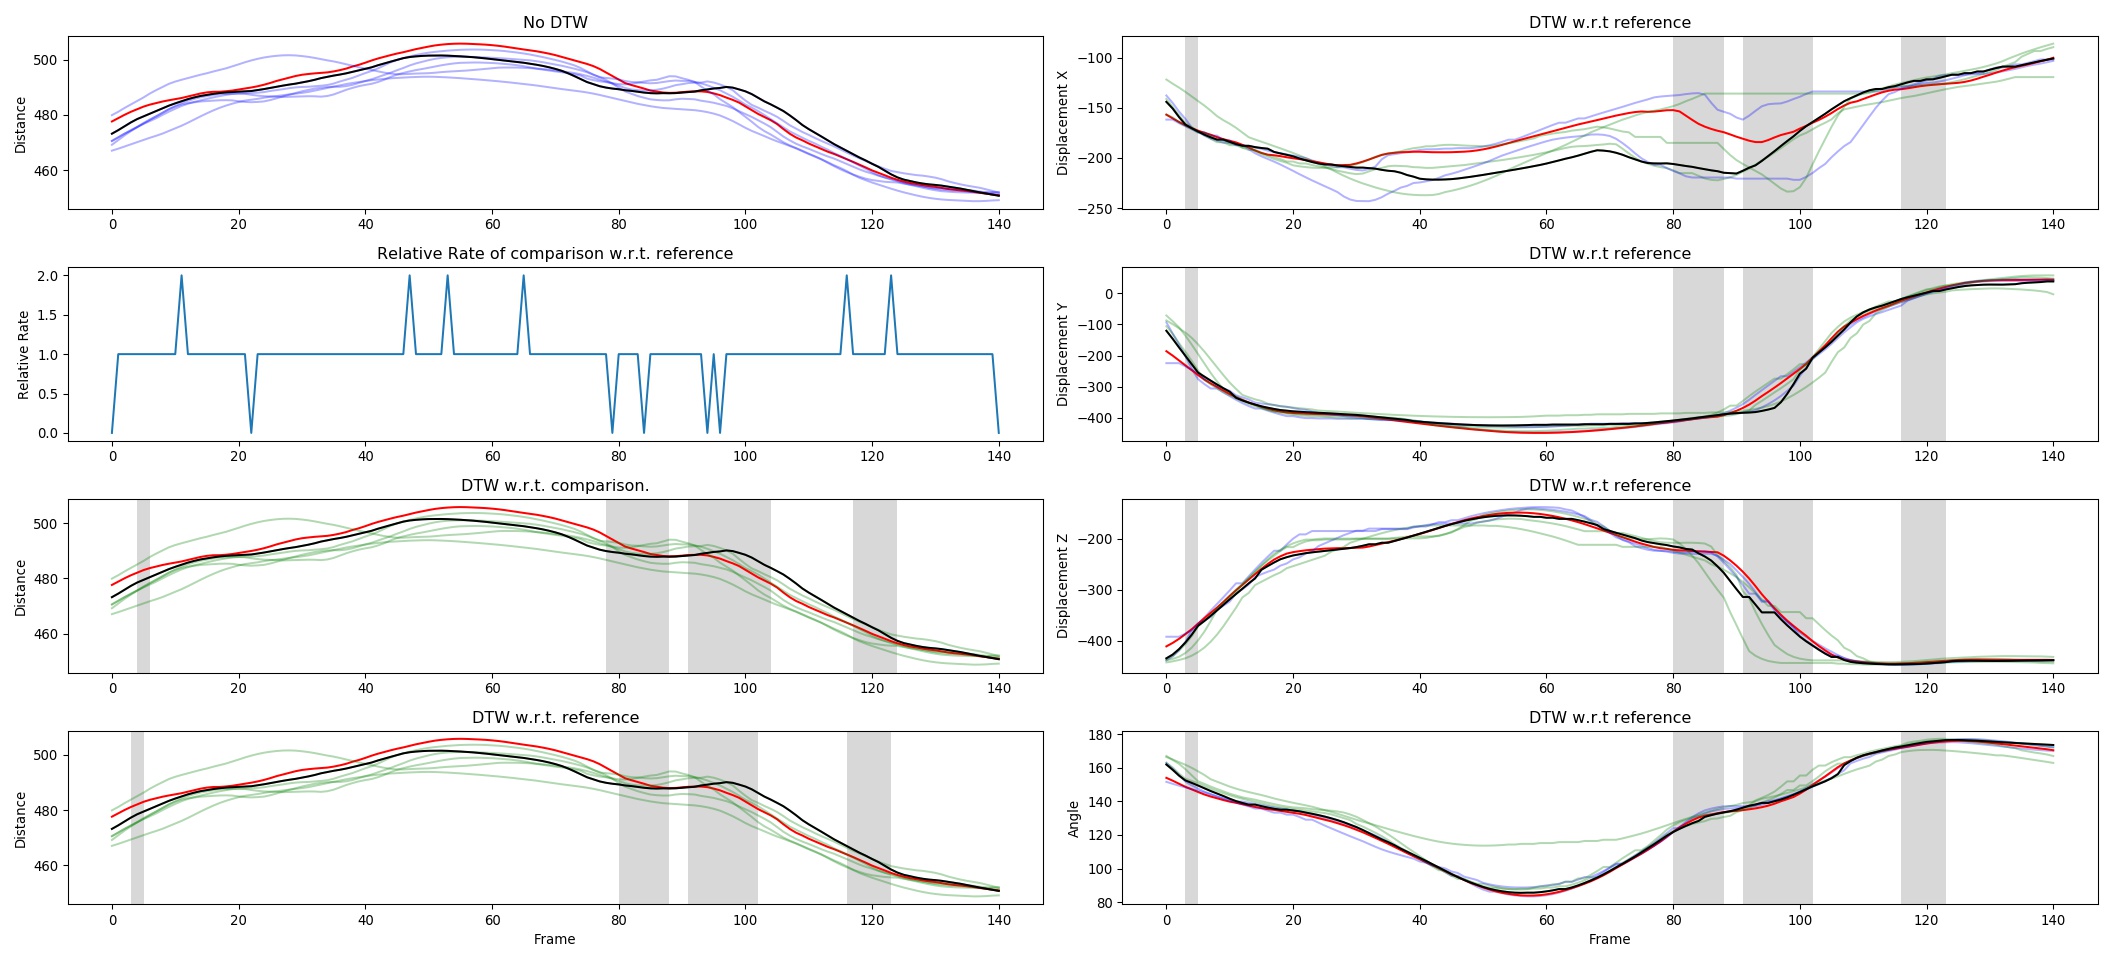 No DTW
Distance
500
480
460
0 20 40 60 80 100 120 140
Relative Rate of comparison w.r.t. reference
Relative Rate
2.0
1.5
1.0
0.5
0.0
0 20 40 60 80 100 120 140
DTW w.r.t. comparison.
Distance
500
480
460
0 20 40 60 80 100 120 140
DTW w.r.t. reference
Distance
500
480
460
0 20 40 60 80 100 120 140
Frame
DTW w.r.t reference
Displacement X
−100
−150
−200
−250
0 20 40 60 80 100 120 140
DTW w.r.t reference
Displacement Y
0
−100
−200
−300
−400
0 20 40 60 80 100 120 140
DTW w.r.t reference
Displacement Z
−200
−300
−400
0 20 40 60 80 100 120 140
DTW w.r.t reference
Angle
180
160
140
120
100
80
0 20 40 60 80 100 120 140
Frame